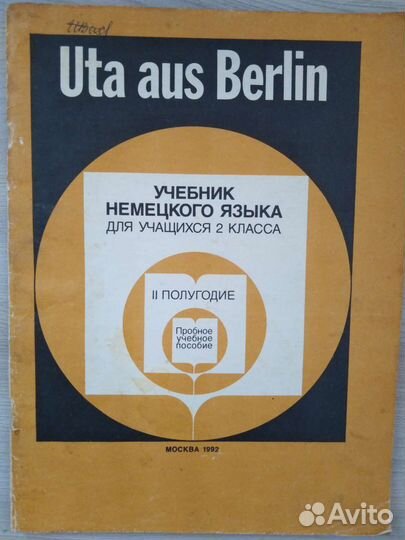 Uta aus Berlin
УЧЕБНИК
НЕМЕЦКОГО ЯЗЫКА
ДЛЯ УЧАЩИХСЯ 2 КЛАССА
II ПОЛУГОДИЕ
Пробное
учебное
пособие
МОСКВА 1992
Avito